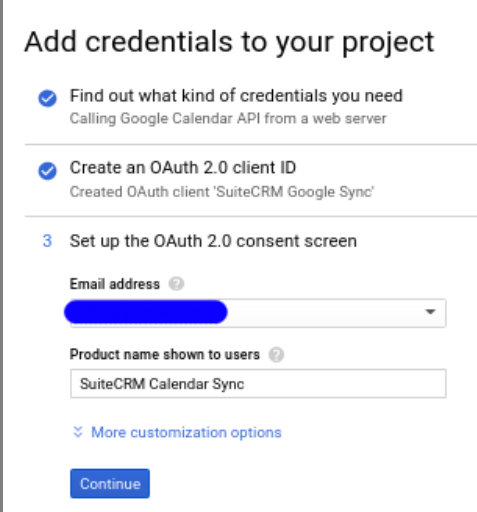 Add credentials to your project
Find out what kind of credentials you need
Calling Google Calendar API from a web server
Create an OAuth 2.0 client ID
Created OAuth client 'SuiteCRM Google Sync'
3 Set up the OAuth 2.0 consent screen
Email address ?
Product name shown to users ?
SuiteCRM Calendar Sync
More customization options
Continue